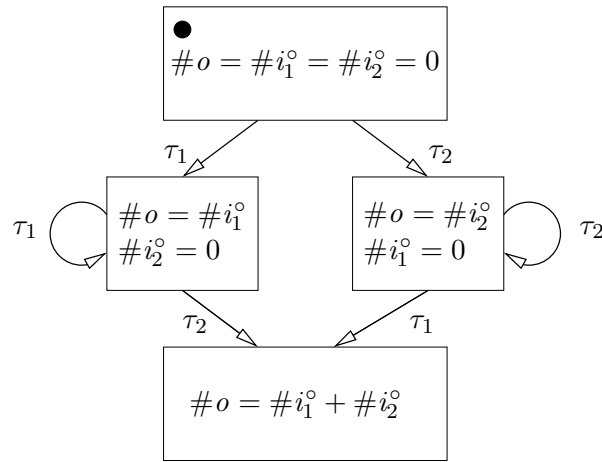 #o = #i₁° = #i₂° = 0
τ₁
τ₂
τ₁
#o = #i₁°
#i₂° = 0
#o = #i₂°
#i₁° = 0
τ₂
τ₂
τ₁
#o = #i₁° + #i₂°